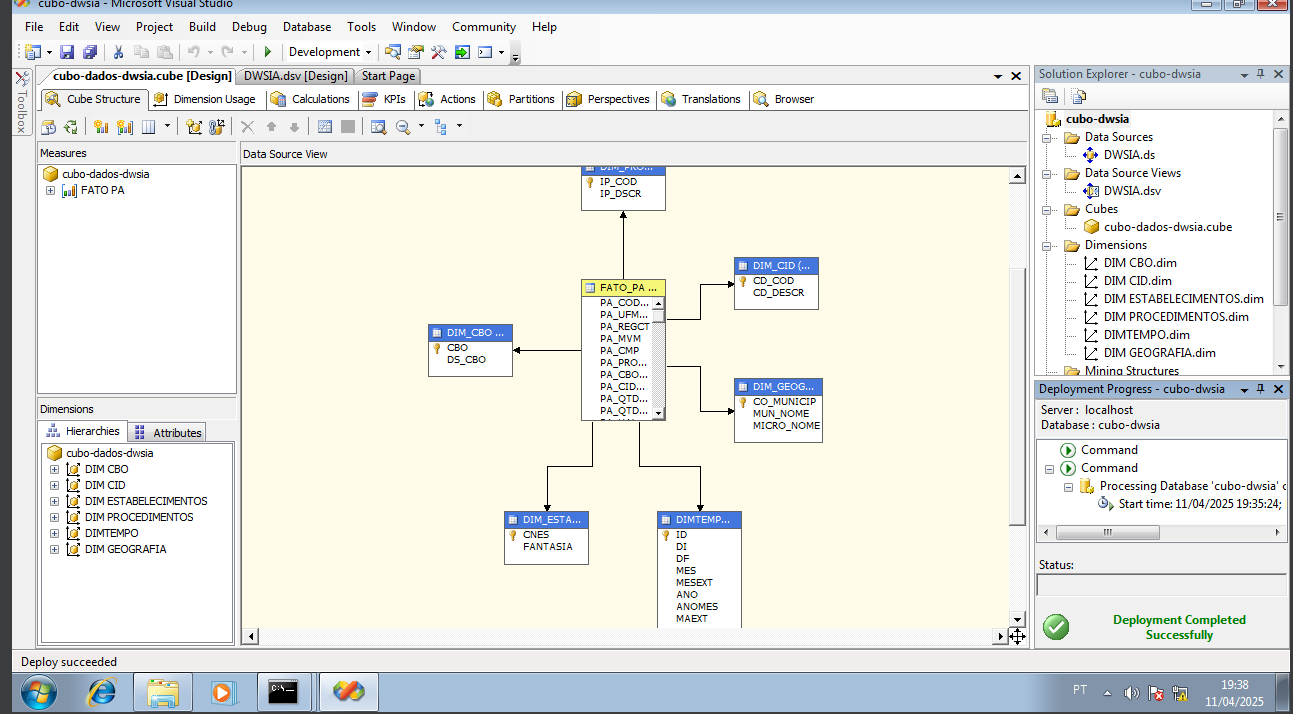 cubo-dwsia - Microsoft Visual Studio
File Edit View Project Build Debug Database Tools Window Community Help
Development
cubo-dados-dwsia.cube [Design] DWSIA.dsv [Design] Start Page
Cube Structure Dimension Usage Calculations KPIs Actions Partitions Perspectives Translations Browser
Toolbox
Measures
cubo-dados-dwsia
FATO PA
Dimensions
Hierarchies Attributes
cubo-dados-dwsia
DIM CBO
DIM CID
DIM ESTABELECIMENTOS
DIM PROCEDIMENTOS
DIMTEMPO
DIM GEOGRAFIA
Data Source View
DIM_PRO...
IP_COD
IP_DSCR
DIM_CID (...
CD_COD
CD_DESCR
FATO_PA ...
PA_COD...
PA_UFM...
PA_REGCT
PA_MVM
PA_CMP
PA_PRO...
PA_CBO...
PA_CID...
PA_QTD...
PA_QTD...
DIM_CBO ...
CBO
DS_CBO
DIM_GEOG...
CO_MUNICIP
MUN_NOME
MICRO_NOME
DIM_ESTA...
CNES
FANTASIA
DIMTEMP...
ID
DI
DF
MES
MESEXT
ANO
ANOMES
MAEXT
Solution Explorer - cubo-dwsia
cubo-dwsia
Data Sources
DWSIA.ds
Data Source Views
DWSIA.dsv
Cubes
cubo-dados-dwsia.cube
Dimensions
DIM CBO.dim
DIM CID.dim
DIM ESTABELECIMENTOS.dim
DIM PROCEDIMENTOS.dim
DIMTEMPO.dim
DIM GEOGRAFIA.dim
Mining Structures
Deployment Progress - cubo-dwsia
Server : localhost
Database : cubo-dwsia
Command
Command
Processing Database 'cubo-dwsia' c
Start time: 11/04/2025 19:35:24;
Status:
Deployment Completed
Successfully
Deploy succeeded
C:\
PT
19:38
11/04/2025